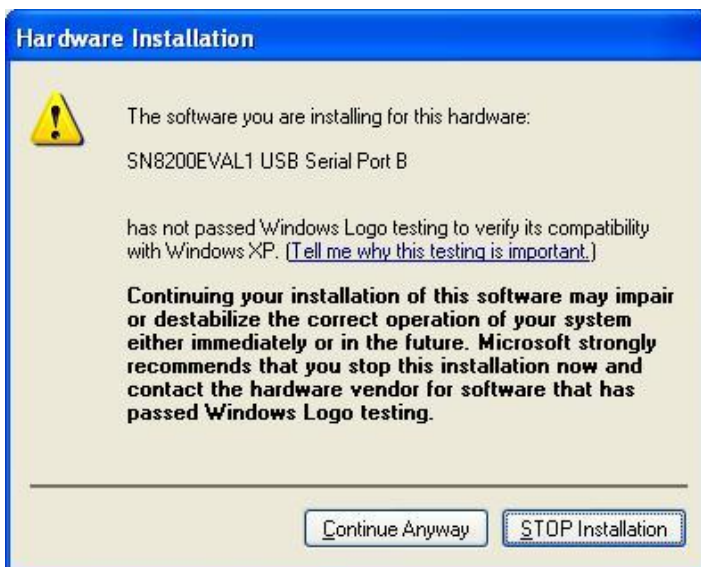 Hardware Installation
The software you are installing for this hardware:
SN8200EVAL1 USB Serial Port B
has not passed Windows Logo testing to verify its compatibility
with Windows XP. (Tell me why this testing is important.)
Continuing your installation of this software may impair
or destabilize the correct operation of your system
either immediately or in the future. Microsoft strongly
recommends that you stop this installation now and
contact the hardware vendor for software that has
passed Windows Logo testing.
Continue Anyway
STOP Installation